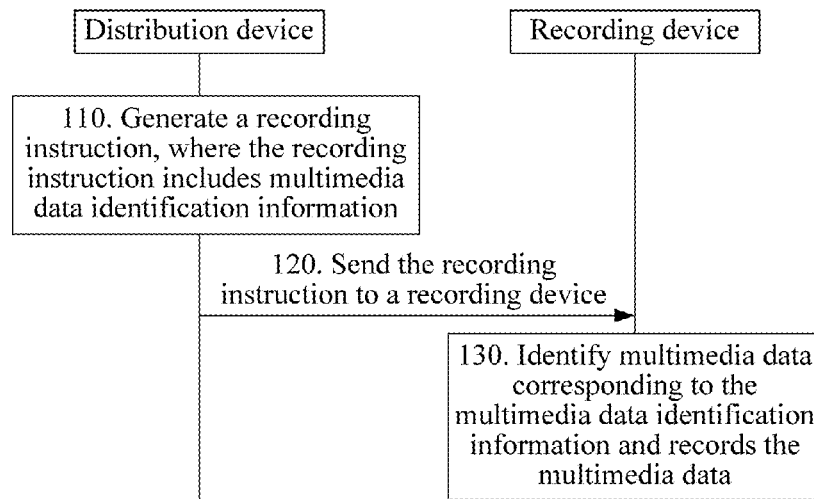 Distribution device
Recording device
110. Generate a recording
instruction, where the recording
instruction includes multimedia
data identification information
120. Send the recording
instruction to a recording device
130. Identify multimedia data
corresponding to the
multimedia data identification
information and records the
multimedia data